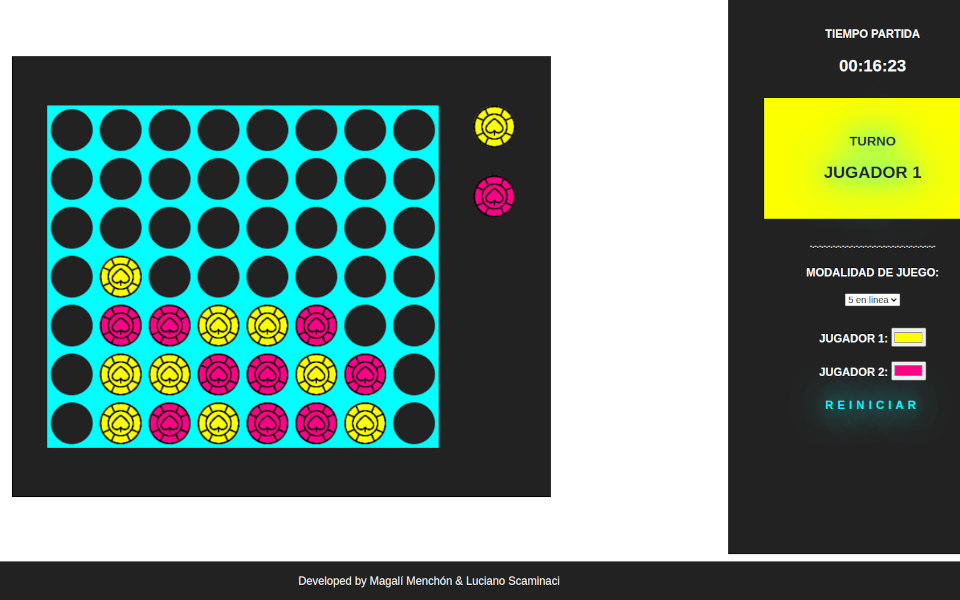 TIEMPO PARTIDA
00:16:23
TURNO
JUGADOR 1
~~~~~~~~~~~~~~~~~~~~~~~~~~~
MODALIDAD DE JUEGO:
5 en linea
JUGADOR 1:
JUGADOR 2:
REINICIAR
Developed by Magalí Menchón & Luciano Scaminaci